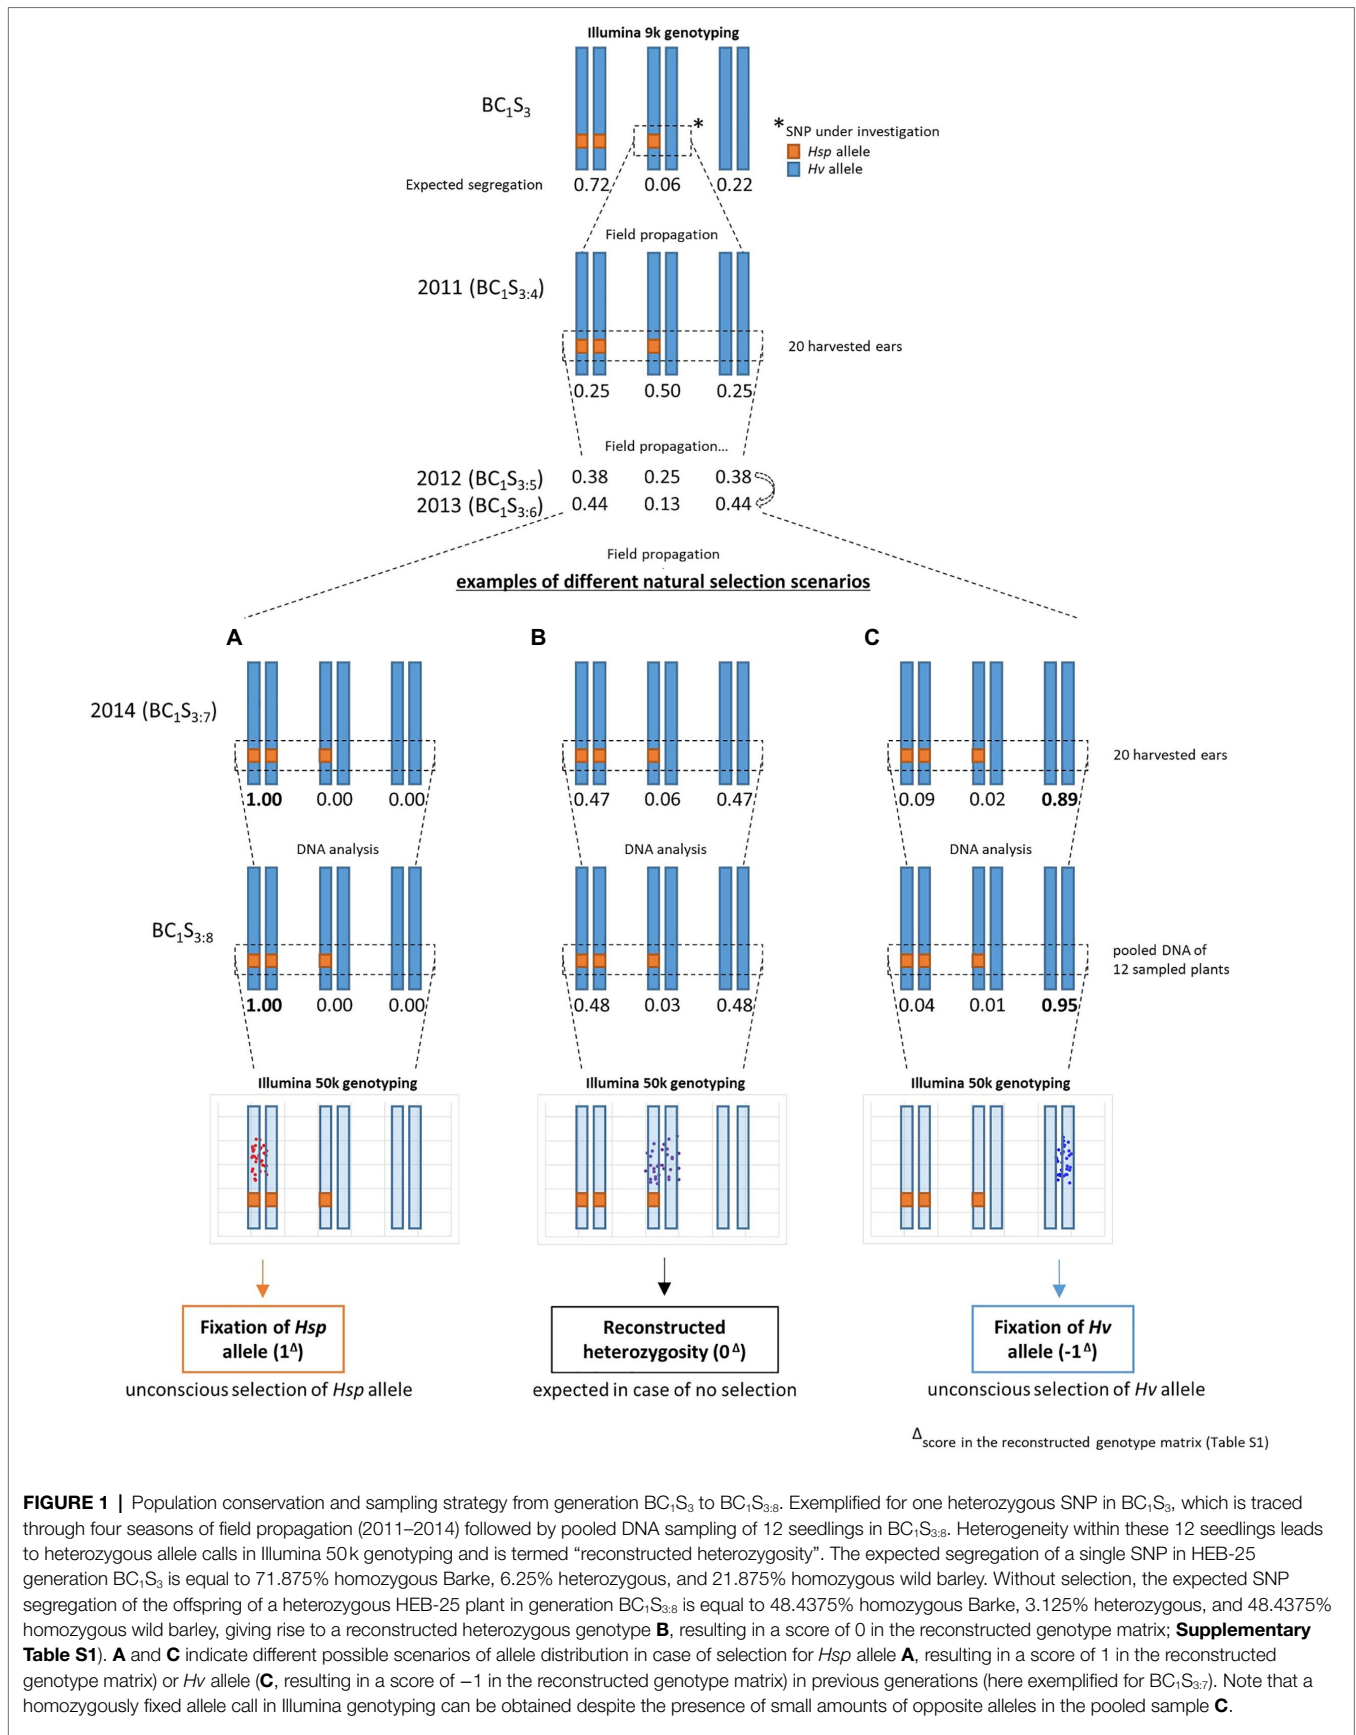 Illumina 9k genotyping
BC₁S₃
*
*SNP under investigation
Hsp allele
Hv allele
Expected segregation 0.72 0.06 0.22
Field propagation
2011 (BC₁S₃:₄)
20 harvested ears
0.25 0.50 0.25
Field propagation...
2012 (BC₁S₃:₅) 0.38 0.25 0.38
2013 (BC₁S₃:₆) 0.44 0.13 0.44
Field propagation
examples of different natural selection scenarios
A B C
2014 (BC₁S₃:₇)
20 harvested ears
1.00 0.00 0.00 0.47 0.06 0.47 0.09 0.02 0.89
DNA analysis DNA analysis DNA analysis
BC₁S₃:₈
pooled DNA of
12 sampled plants
1.00 0.00 0.00 0.48 0.03 0.48 0.04 0.01 0.95
Illumina 50k genotyping Illumina 50k genotyping Illumina 50k genotyping
Fixation of Hsp
allele (1Δ)
unconscious selection of Hsp allele
Reconstructed
heterozygosity (0Δ)
expected in case of no selection
Fixation of Hv
allele (-1Δ)
unconscious selection of Hv allele
Δscore in the reconstructed genotype matrix (Table S1)
FIGURE 1 | Population conservation and sampling strategy from generation BC₁S₃ to BC₁S₃:₈. Exemplified for one heterozygous SNP in BC₁S₃, which is traced
through four seasons of field propagation (2011–2014) followed by pooled DNA sampling of 12 seedlings in BC₁S₃:₈. Heterogeneity within these 12 seedlings leads
to heterozygous allele calls in Illumina 50k genotyping and is termed “reconstructed heterozygosity”. The expected segregation of a single SNP in HEB-25
generation BC₁S₃ is equal to 71.875% homozygous Barke, 6.25% heterozygous, and 21.875% homozygous wild barley. Without selection, the expected SNP
segregation of the offspring of a heterozygous HEB-25 plant in generation BC₁S₃:₈ is equal to 48.4375% homozygous Barke, 3.125% heterozygous, and 48.4375%
homozygous wild barley, giving rise to a reconstructed heterozygous genotype B, resulting in a score of 0 in the reconstructed genotype matrix; Supplementary
Table S1). A and C indicate different possible scenarios of allele distribution in case of selection for Hsp allele A, resulting in a score of 1 in the reconstructed
genotype matrix) or Hv allele (C, resulting in a score of −1 in the reconstructed genotype matrix) in previous generations (here exemplified for BC₁S₃:₇). Note that a
homozygously fixed allele call in Illumina genotyping can be obtained despite the presence of small amounts of opposite alleles in the pooled sample C.